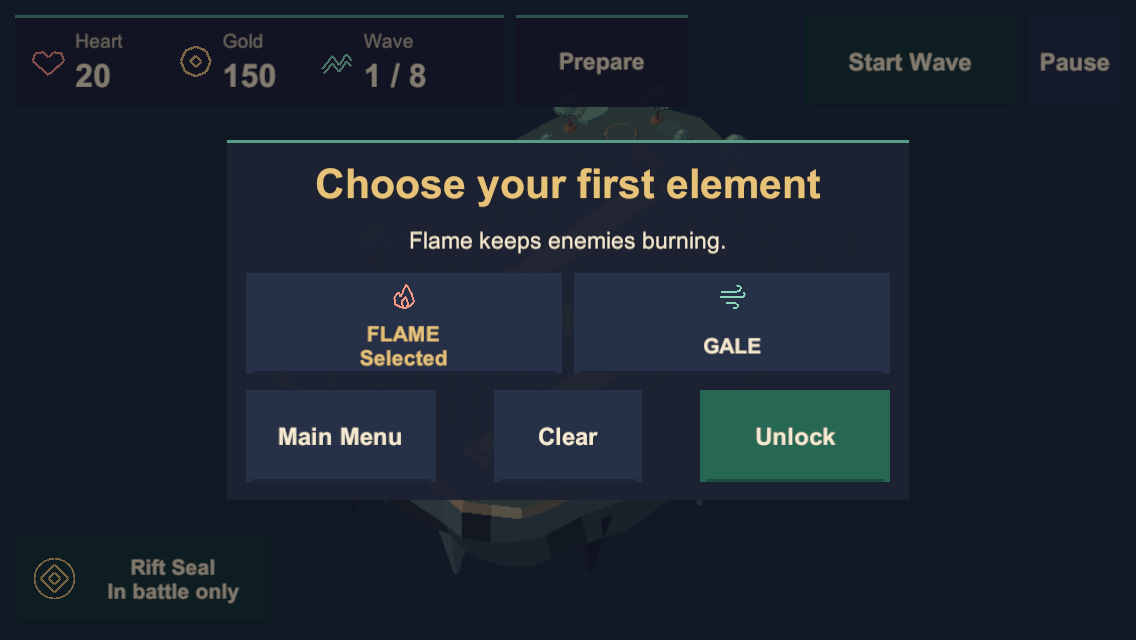 Heart
20
Gold
150
Wave
1 / 8
Prepare
Start Wave
Pause
Choose your first element
Flame keeps enemies burning.
FLAME
Selected
GALE
Main Menu
Clear
Unlock
Rift Seal
In battle only